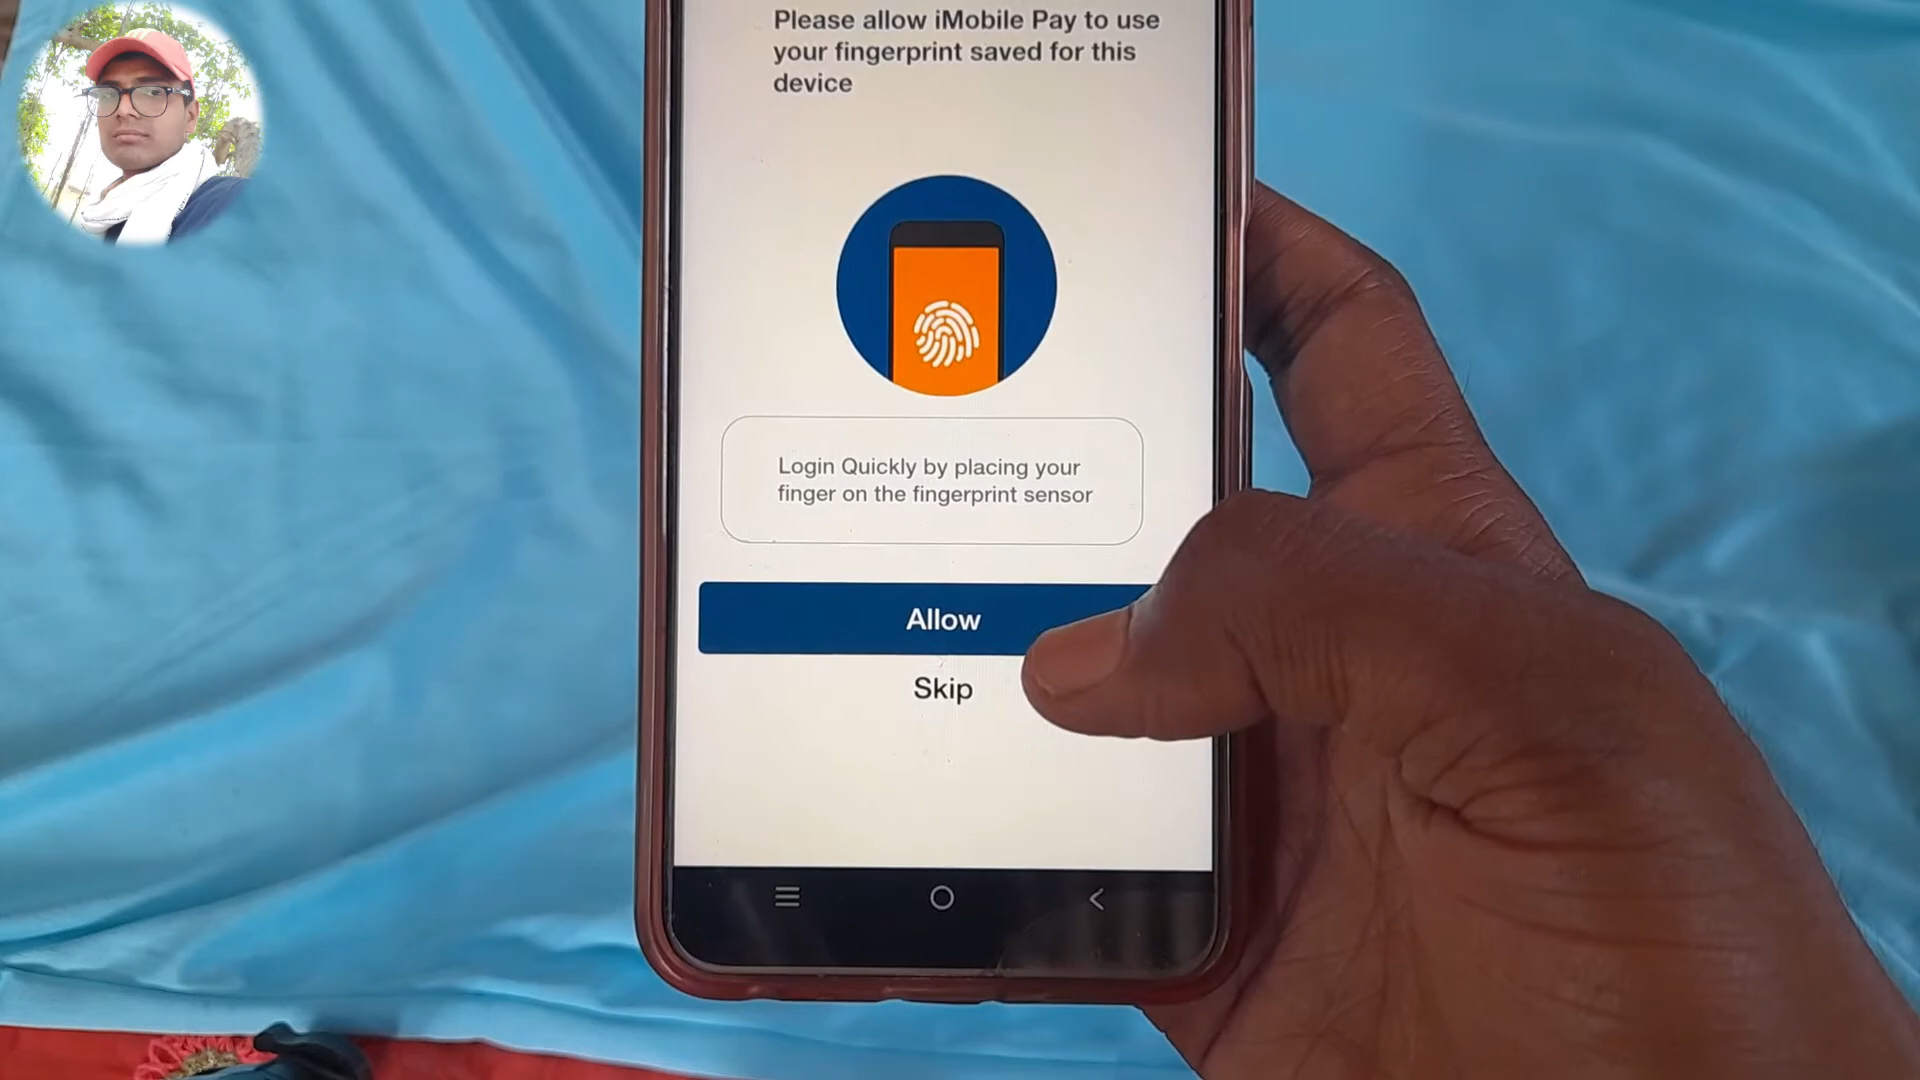 Please allow iMobile Pay to use
your fingerprint saved for this
device
Login Quickly by placing your
finger on the fingerprint sensor
Allow
Skip